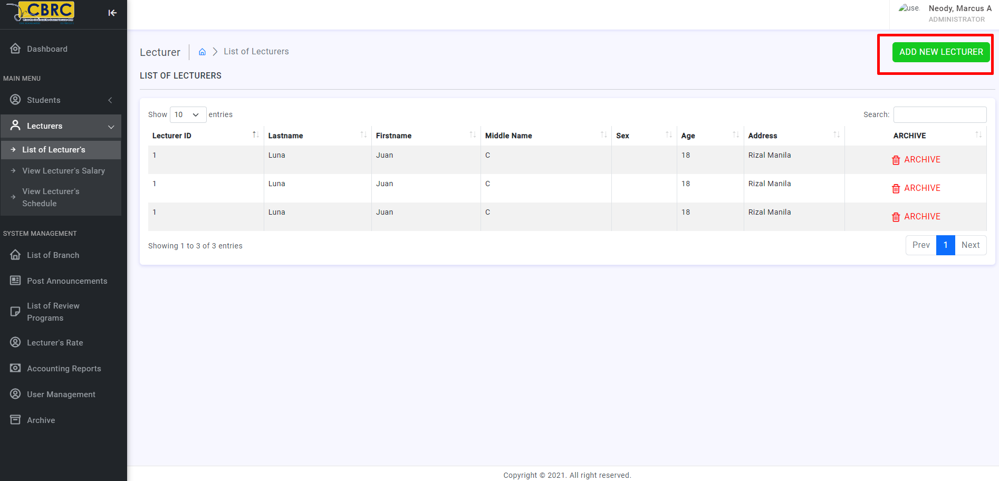 CBRC
Neody, Marcus A
ADMINISTRATOR
use.
Dashboard
MAIN MENU
Students
Lecturers
List of Lecturer's
View Lecturer's Salary
View Lecturer's
Schedule
SYSTEM MANAGEMENT
List of Branch
Post Announcements
List of Review
Programs
Lecturer's Rate
Accounting Reports
User Management
Archive
Lecturer List of Lecturers
ADD NEW LECTURER
LIST OF LECTURERS
Show 10 entries Search:
Lecturer ID Lastname Firstname Middle Name Sex Age Address ARCHIVE
1 Luna Juan C 18 Rizal Manila ARCHIVE
1 Luna Juan C 18 Rizal Manila ARCHIVE
1 Luna Juan C 18 Rizal Manila ARCHIVE
Showing 1 to 3 of 3 entries Prev 1 Next
Copyright © 2021. All right reserved.